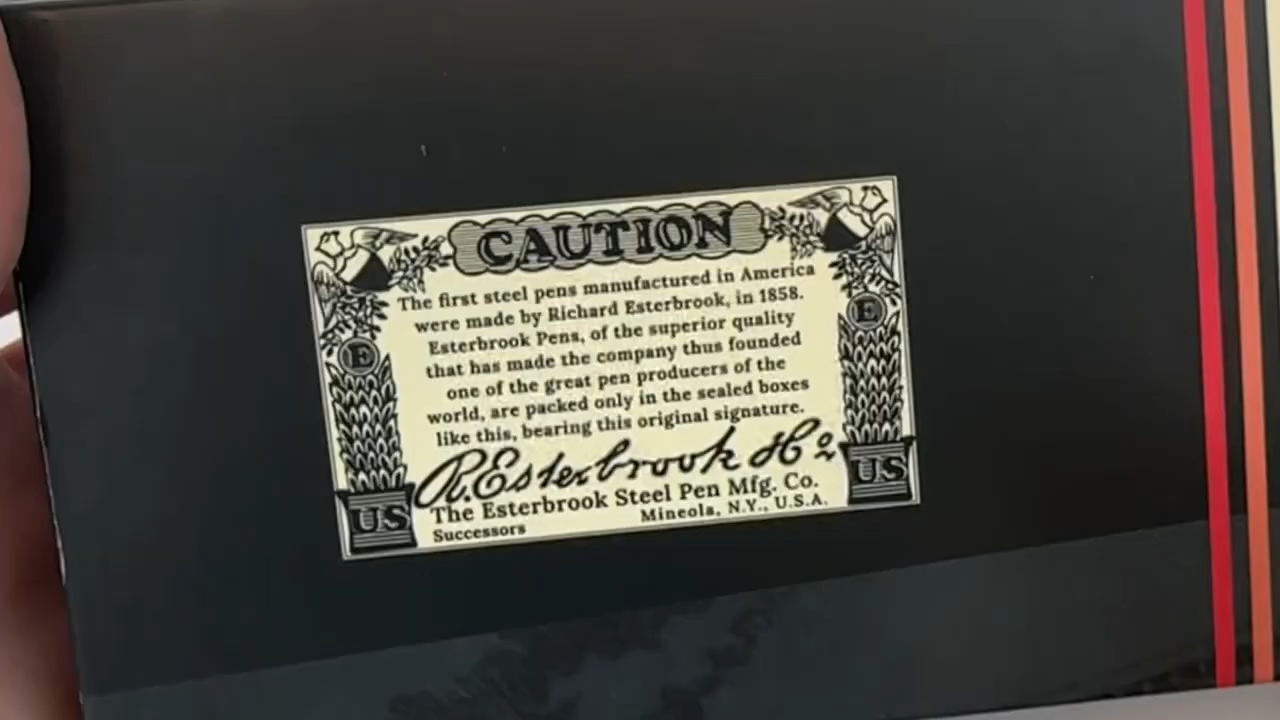 CAUTION
The first steel pens manufactured in America
were made by Richard Esterbrook, in 1858.
Esterbrook Pens, of the superior quality
that has made the company thus founded
one of the great pen producers of the
world, are packed only in the sealed boxes
like this, bearing this original signature.
R. Esterbrook & Co
The Esterbrook Steel Pen Mfg. Co.
Mineola, N.Y., U.S.A.
Successors
E
E
US
US